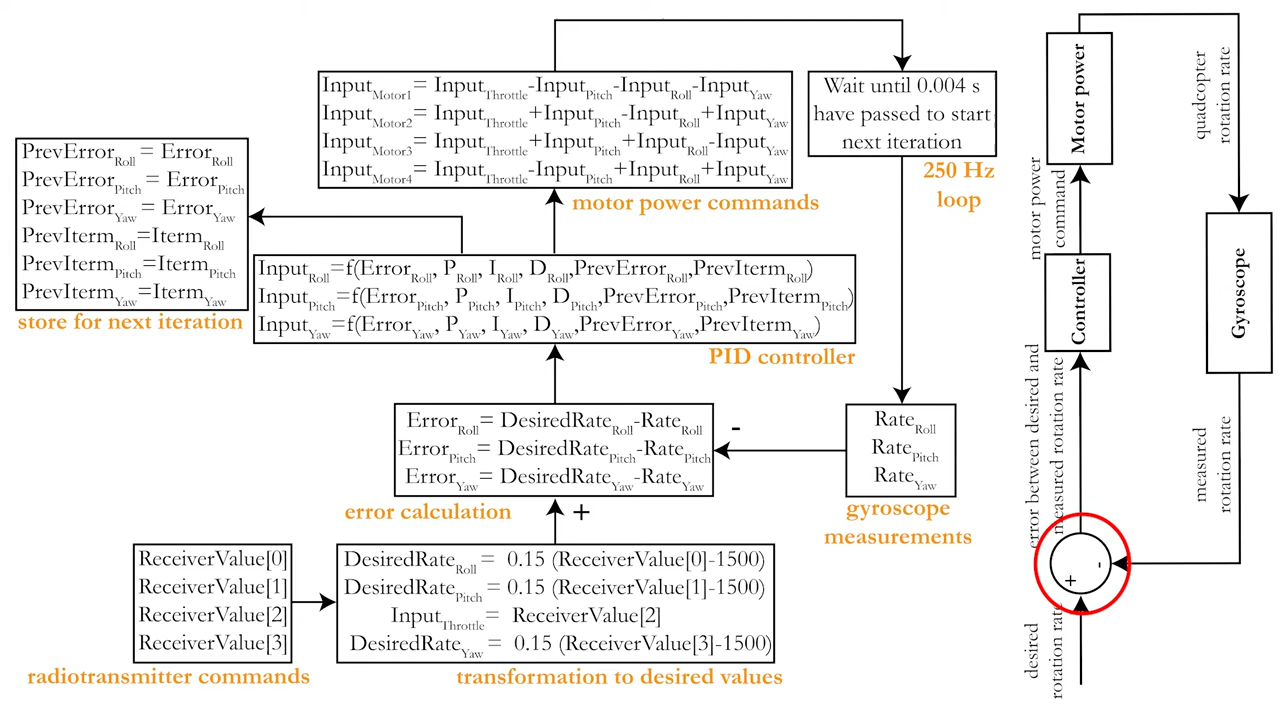 Input_Motor1= Input_Throttle-Input_Pitch-Input_Roll-Input_Yaw
Input_Motor2= Input_Throttle+Input_Pitch-Input_Roll+Input_Yaw
Input_Motor3= Input_Throttle+Input_Pitch+Input_Roll-Input_Yaw
Input_Motor4= Input_Throttle-Input_Pitch+Input_Roll+Input_Yaw
motor power commands
Wait until 0.004 s
have passed to start
next iteration
250 Hz
loop
PrevError_Roll= Error_Roll
PrevError_Pitch= Error_Pitch
PrevError_Yaw= Error_Yaw
PrevIterm_Roll=Iterm_Roll
PrevIterm_Pitch=Iterm_Pitch
PrevIterm_Yaw=Iterm_Yaw
store for next iteration
Input_Roll=f(Error_Roll, P_Roll, I_Roll, D_Roll,PrevError_Roll,PrevIterm_Roll)
Input_Pitch=f(Error_Pitch, P_Pitch, I_Pitch, D_Pitch,PrevError_Pitch,PrevIterm_Pitch)
Input_Yaw=f(Error_Yaw, P_Yaw, I_Yaw, D_Yaw,PrevError_Yaw,PrevIterm_Yaw)
PID controller
Error_Roll= DesiredRate_Roll-Rate_Roll
Error_Pitch= DesiredRate_Pitch-Rate_Pitch
Error_Yaw= DesiredRate_Yaw-Rate_Yaw
error calculation
-
+
Rate_Roll
Rate_Pitch
Rate_Yaw
gyroscope
measurements
ReceiverValue[0]
ReceiverValue[1]
ReceiverValue[2]
ReceiverValue[3]
radiotransmitter commands
DesiredRate_Roll= 0.15 (ReceiverValue[0]-1500)
DesiredRate_Pitch= 0.15 (ReceiverValue[1]-1500)
Input_Throttle= ReceiverValue[2]
DesiredRate_Yaw= 0.15 (ReceiverValue[3]-1500)
transformation to desired values
Motor power
quadcopter
rotation rate
motor power
command
Controller
Gyroscope
error between desired and
measured rotation rate
measured
rotation rate
+
-
desired
rotation rate